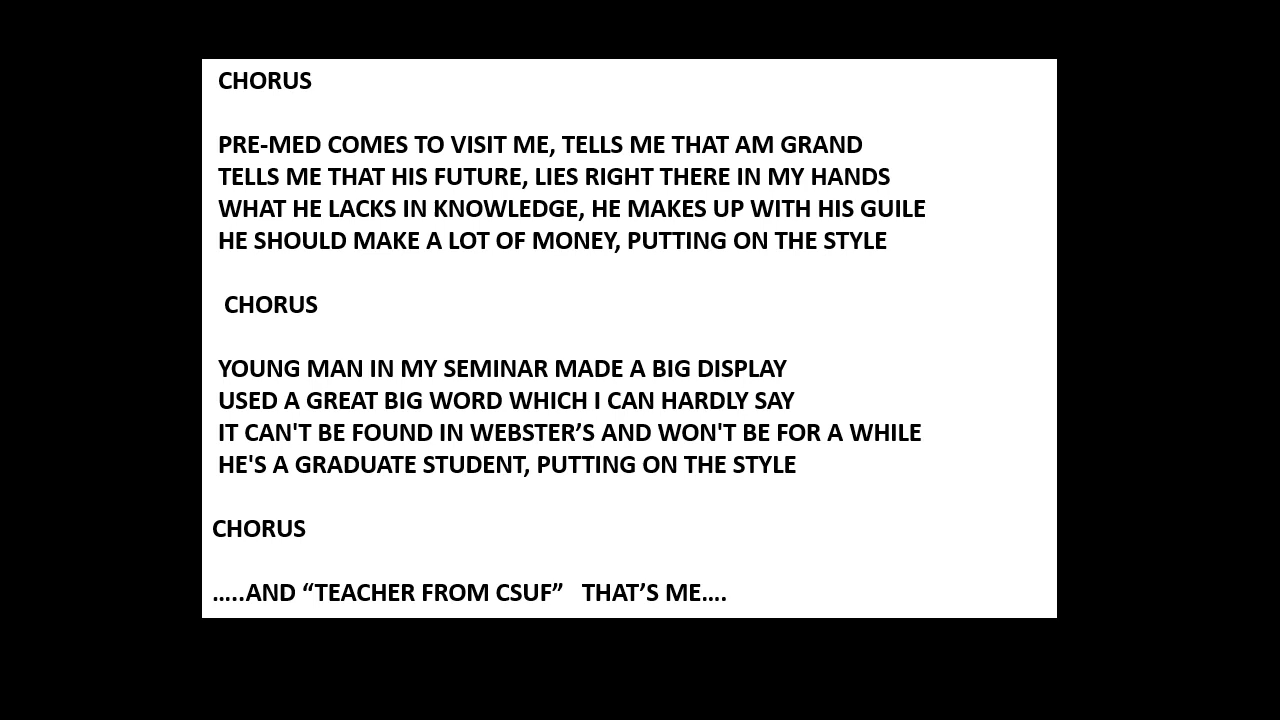 CHORUS
PRE-MED COMES TO VISIT ME, TELLS ME THAT AM GRAND
TELLS ME THAT HIS FUTURE, LIES RIGHT THERE IN MY HANDS
WHAT HE LACKS IN KNOWLEDGE, HE MAKES UP WITH HIS GUILE
HE SHOULD MAKE A LOT OF MONEY, PUTTING ON THE STYLE
CHORUS
YOUNG MAN IN MY SEMINAR MADE A BIG DISPLAY
USED A GREAT BIG WORD WHICH I CAN HARDLY SAY
IT CAN'T BE FOUND IN WEBSTER’S AND WON'T BE FOR A WHILE
HE'S A GRADUATE STUDENT, PUTTING ON THE STYLE
CHORUS
…..AND “TEACHER FROM CSUF”   THAT’S ME….